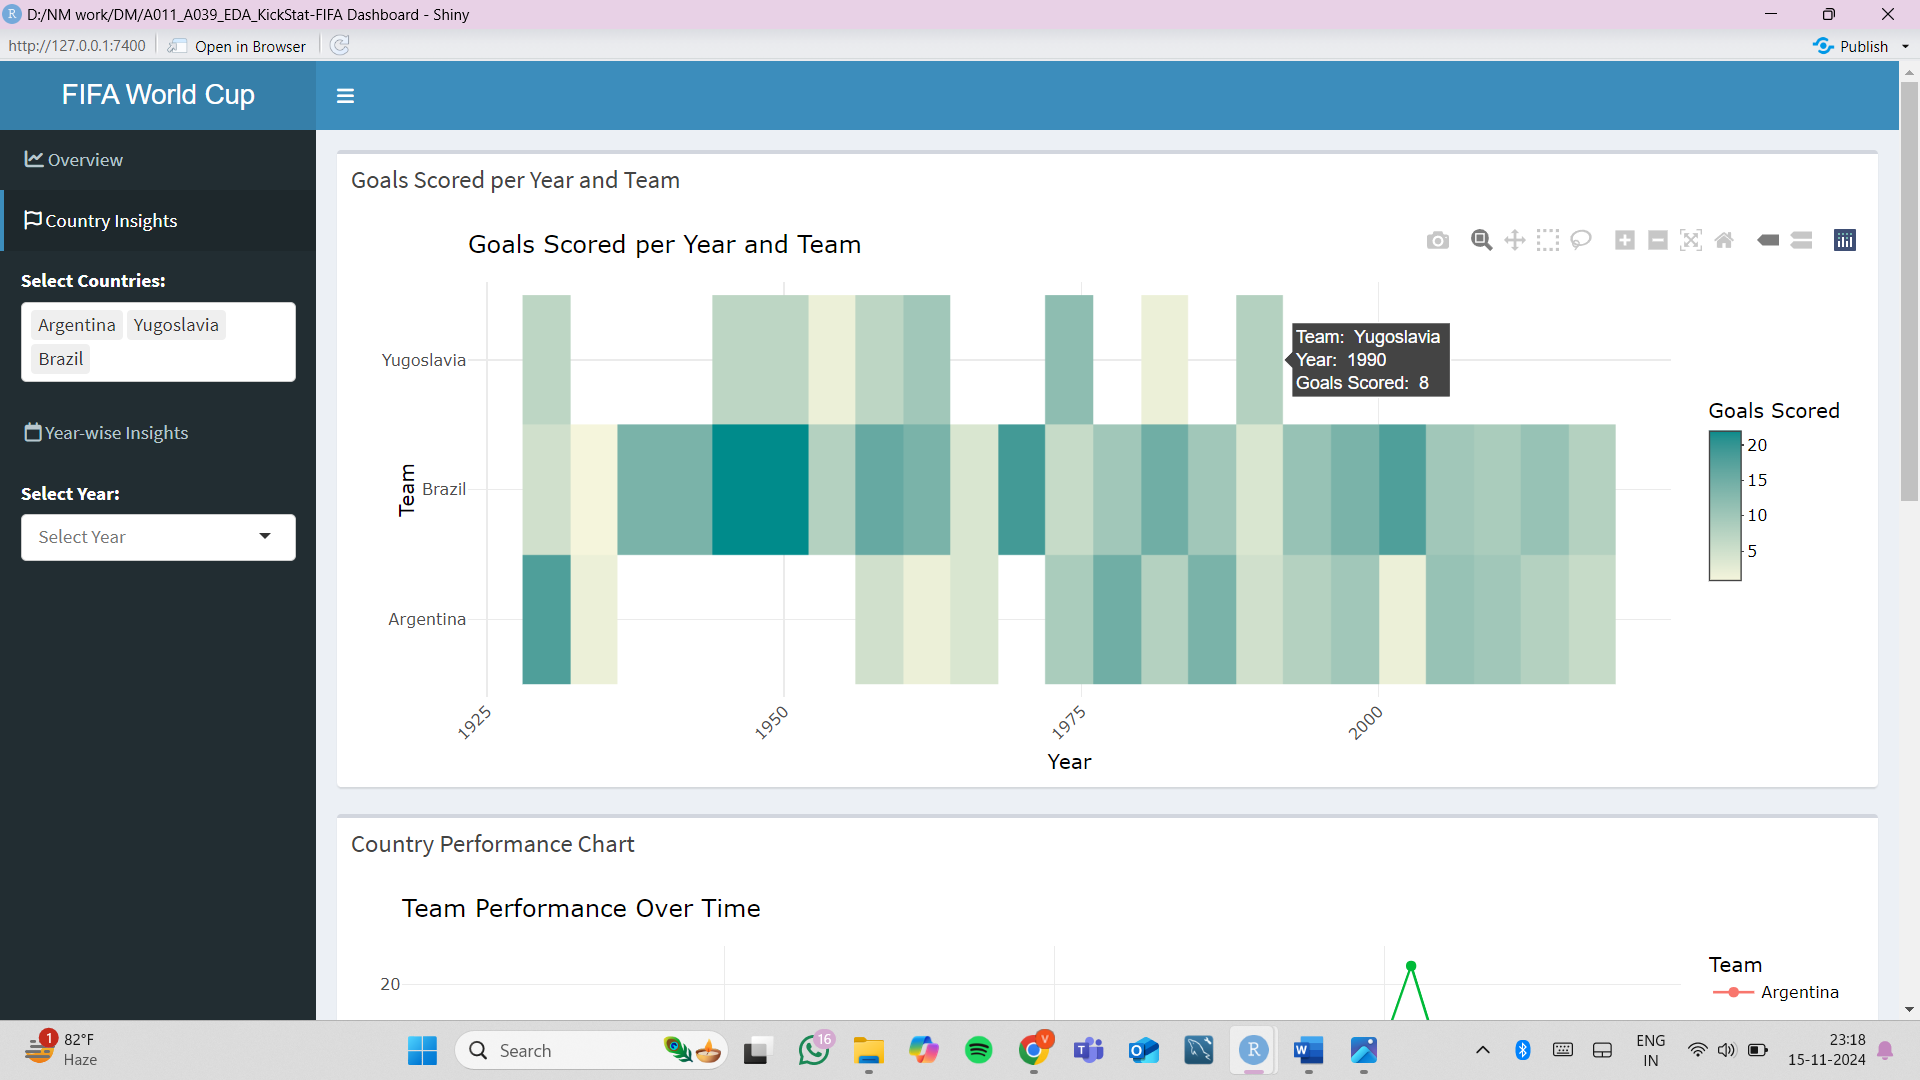 R D:/NM work/DM/A011_A039_EDA_KickStat-FIFA Dashboard - Shiny
http://127.0.0.1:7400 Open in Browser Publish
FIFA World Cup
Overview
Country Insights
Select Countries:
Argentina Yugoslavia
Brazil
Year-wise Insights
Select Year:
Select Year
Goals Scored per Year and Team
Goals Scored per Year and Team
Team
Yugoslavia
Brazil
Argentina
Team: Yugoslavia
Year: 1990
Goals Scored: 8
1925 1950 1975 2000
Year
Goals Scored
20
15
10
5
Country Performance Chart
Team Performance Over Time
20
Team
Argentina
1
82°F
Haze
Search
16
V
R
ENG
IN
23:18
15-11-2024